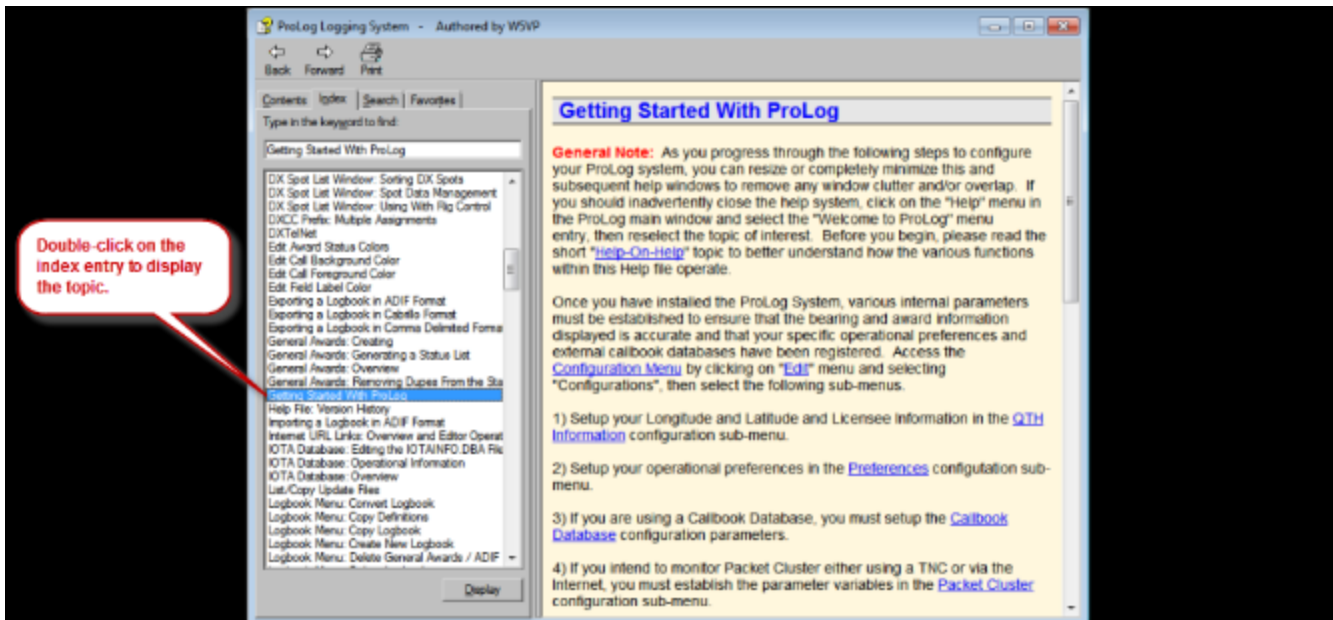 ProLog Logging System - Authored by W5VP
Back Forward Print
Contents Index Search Favorites
Type in the keyword to find:
Getting Started With ProLog
DX Spot List Window: Sorting DX Spots
DX Spot List Window: Spot Data Management
DX Spot List Window: Using With Rig Control
DXCC Prefix: Multiple Assignments
DXTelNet
Edit Award Status Colors
Edit Call Background Color
Edit Call Foreground Color
Edit Field Label Color
Exporting a Logbook in ADIF Format
Exporting a Logbook in Cabrillo Format
Exporting a Logbook in Comma Delimited Forma
General Awards: Creating
General Awards: Generating a Status List
General Awards: Overview
General Awards: Removing Dupes From the Sta
Getting Started With ProLog
Help File: Version History
Importing a Logbook in ADIF Format
Internet URL Links: Overview and Editor Operat
IOTA Database: Editing the IOTAINFO.DBA File
IOTA Database: Operational Information
IOTA Database: Overview
List/Copy Update Files
Logbook Menu: Convert Logbook
Logbook Menu: Copy Definitions
Logbook Menu: Copy Logbook
Logbook Menu: Create New Logbook
Logbook Menu: Delete General Awards / ADIF
Display
Double-click on the
index entry to display
the topic.
Getting Started With ProLog
General Note: As you progress through the following steps to configure
your ProLog system, you can resize or completely minimize this and
subsequent help windows to remove any window clutter and/or overlap. If
you should inadvertently close the help system, click on the "Help" menu in
the ProLog main window and select the "Welcome to ProLog" menu
entry, then reselect the topic of interest. Before you begin, please read the
short "Help-On-Help" topic to better understand how the various functions
within this Help file operate.
Once you have installed the ProLog System, various internal parameters
must be established to ensure that the bearing and award information
displayed is accurate and that your specific operational preferences and
external callbook databases have been registered. Access the
Configuration Menu by clicking on "Edit" menu and selecting
"Configurations", then select the following sub-menus.
1) Setup your Longitude and Latitude and Licensee Information in the QTH
Information configuration sub-menu.
2) Setup your operational preferences in the Preferences configutation sub-
menu.
3) If you are using a Callbook Database, you must setup the Callbook
Database configuration parameters.
4) If you intend to monitor Packet Cluster either using a TNC or via the
Internet, you must establish the parameter variables in the Packet Cluster
configuration sub-menu.